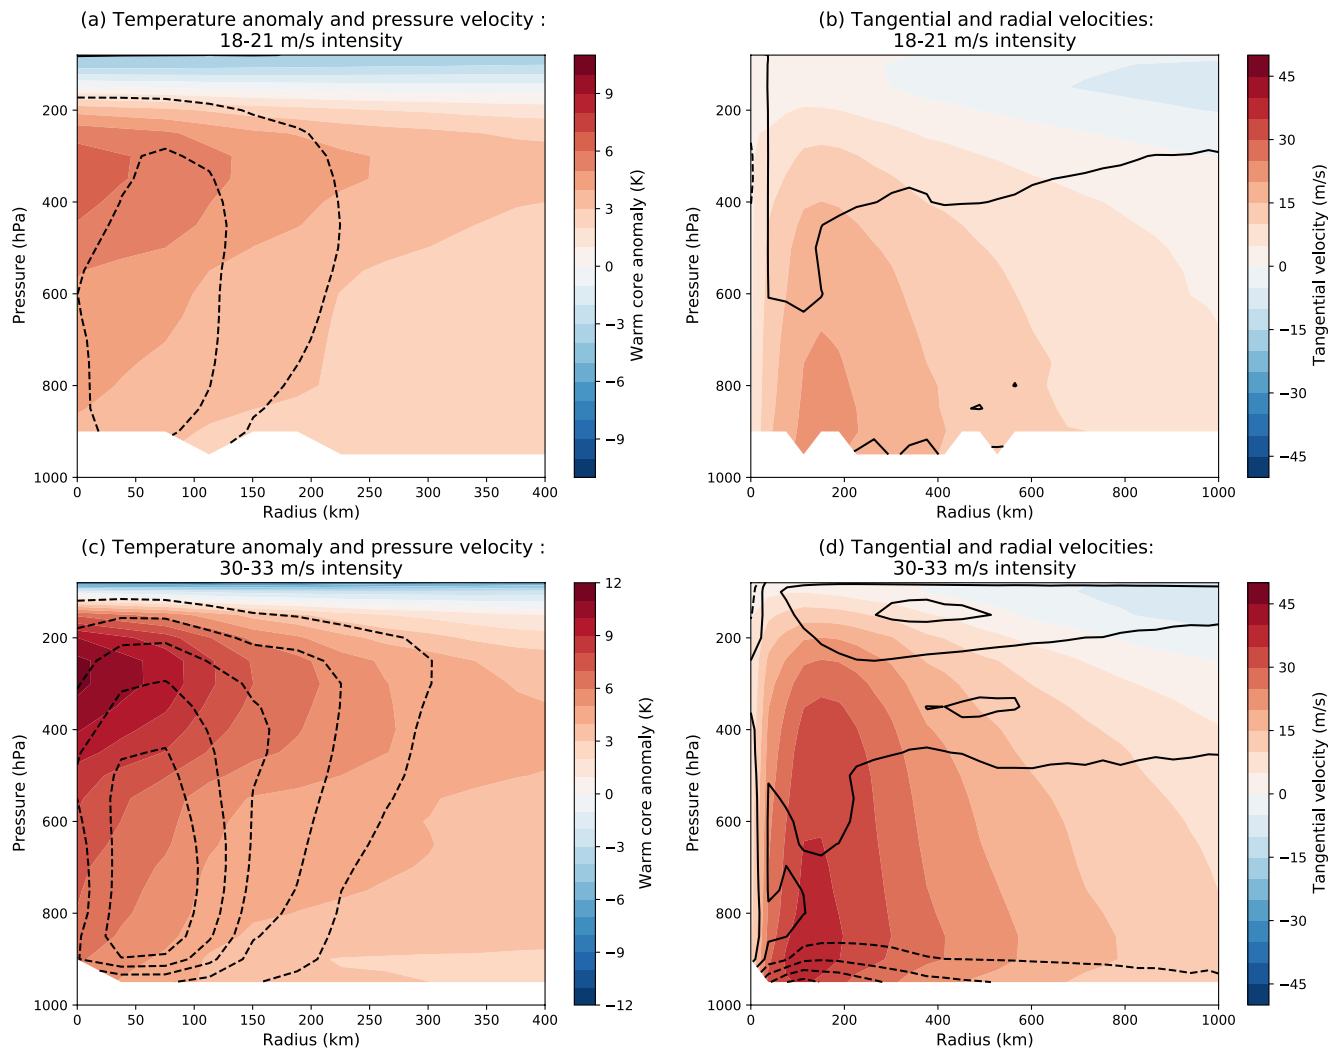 (a) Temperature anomaly and pressure velocity :
18-21 m/s intensity
200
400
600
800
1000
Pressure (hPa)
0 50 100 150 200 250 300 350 400
Radius (km)
9
6
3
0
−3
−6
−9
Warm core anomaly (K)
(b) Tangential and radial velocities:
18-21 m/s intensity
200
400
600
800
1000
Pressure (hPa)
0 200 400 600 800 1000
Radius (km)
45
30
15
0
−15
−30
−45
Tangential velocity (m/s)
(c) Temperature anomaly and pressure velocity :
30-33 m/s intensity
200
400
600
800
1000
Pressure (hPa)
0 50 100 150 200 250 300 350 400
Radius (km)
12
9
6
3
0
−3
−6
−9
−12
Warm core anomaly (K)
(d) Tangential and radial velocities:
30-33 m/s intensity
200
400
600
800
1000
Pressure (hPa)
0 200 400 600 800 1000
Radius (km)
45
30
15
0
−15
−30
−45
Tangential velocity (m/s)